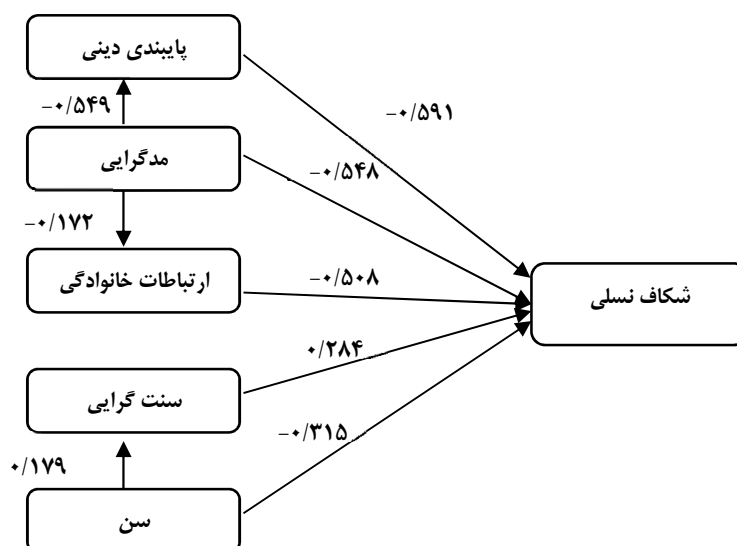 پایبندی دینی
-۰/۵۴۹
-۰/۵۹۱
مدگرایی
-۰/۵۴۸
-۰/۱۷۲
ارتباطات خانوادگی
-۰/۵۰۸
شکاف نسلی
۰/۲۸۴
سنت گرایی
-۰/۳۱۵
۰/۱۷۹
سن